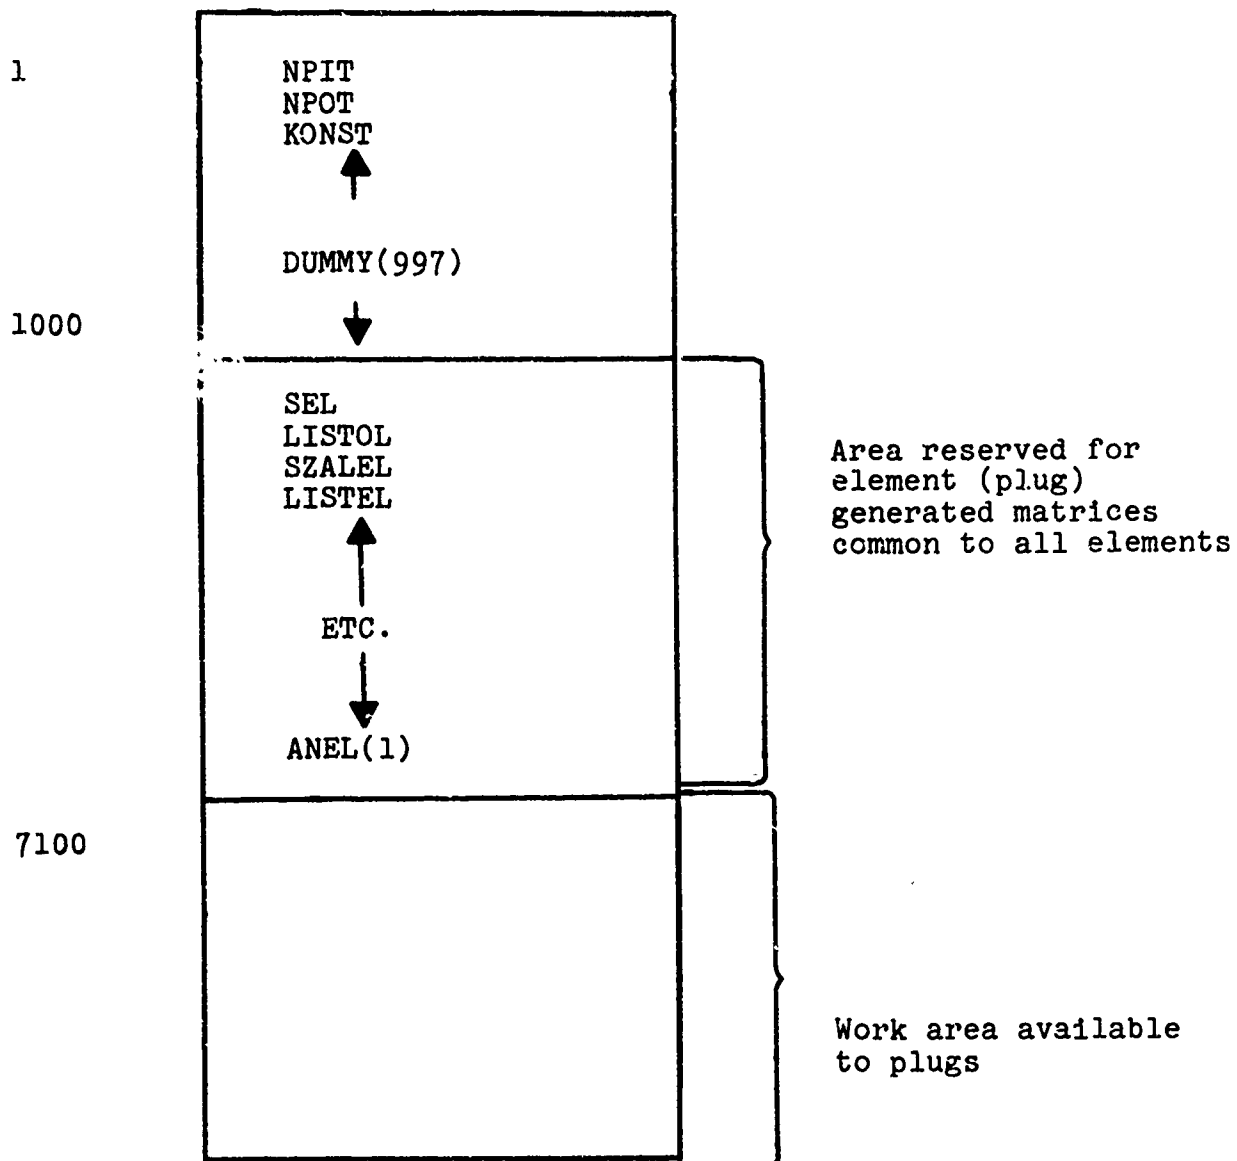 1
NPIT
NPOT
KONST
DUMMY(997)
1000
SEL
LISTOL
SZALEL
LISTEL
ETC.
ANEL(1)
Area reserved for
element (plug)
generated matrices
common to all elements
7100
Work area available
to plugs